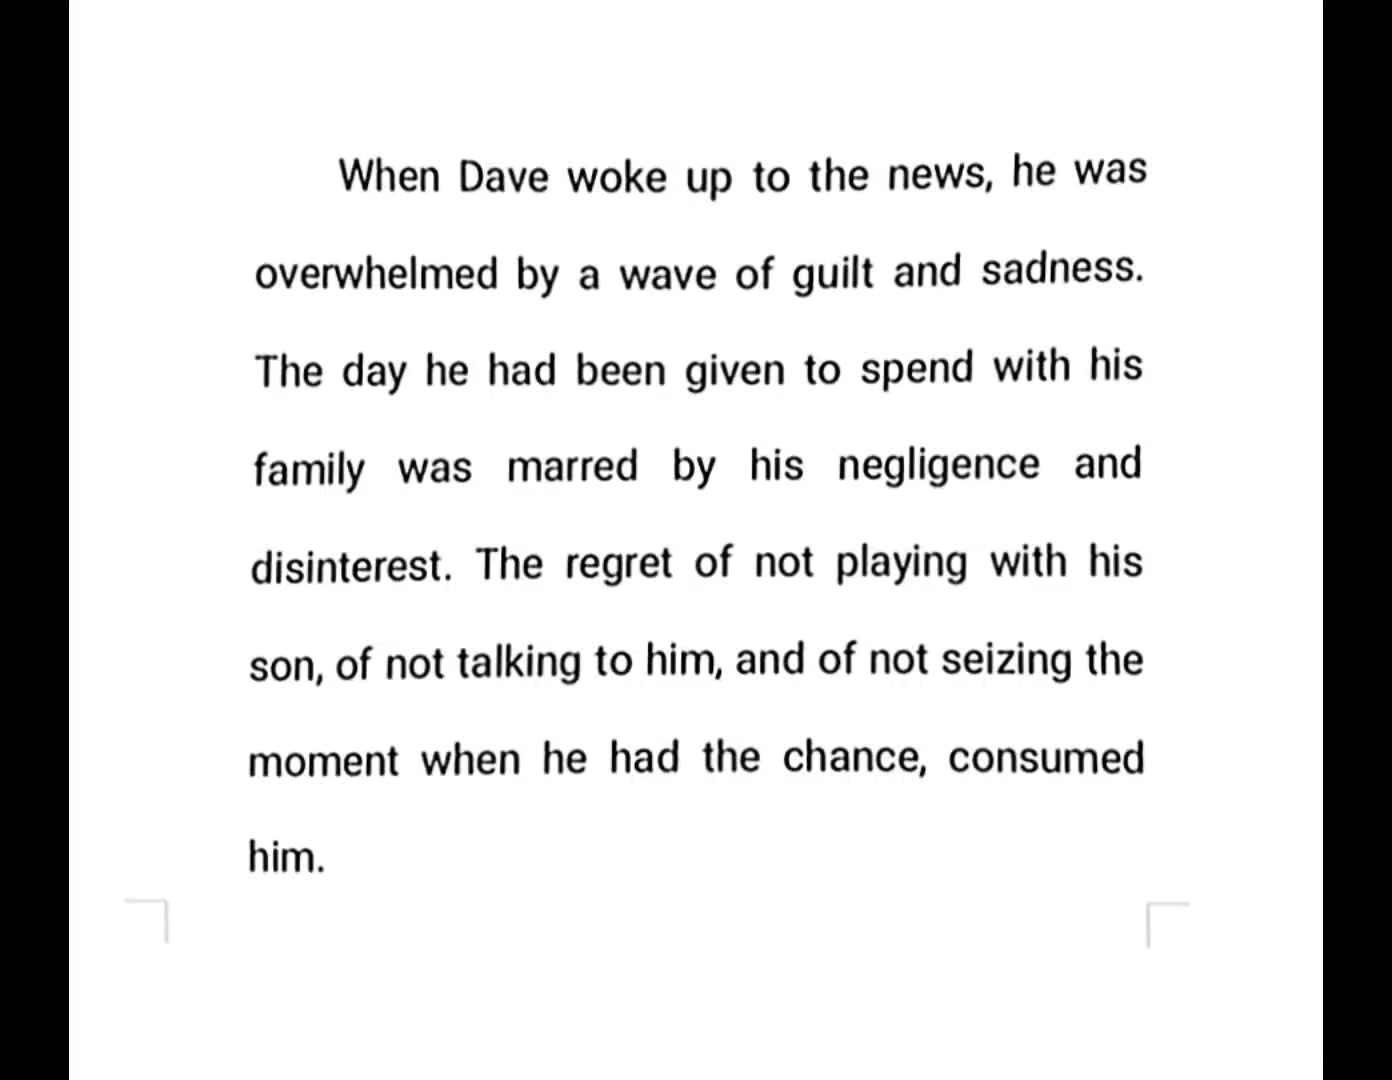 When Dave woke up to the news, he was
overwhelmed by a wave of guilt and sadness.
The day he had been given to spend with his
family was marred by his negligence and
disinterest. The regret of not playing with his
son, of not talking to him, and of not seizing the
moment when he had the chance, consumed
him.